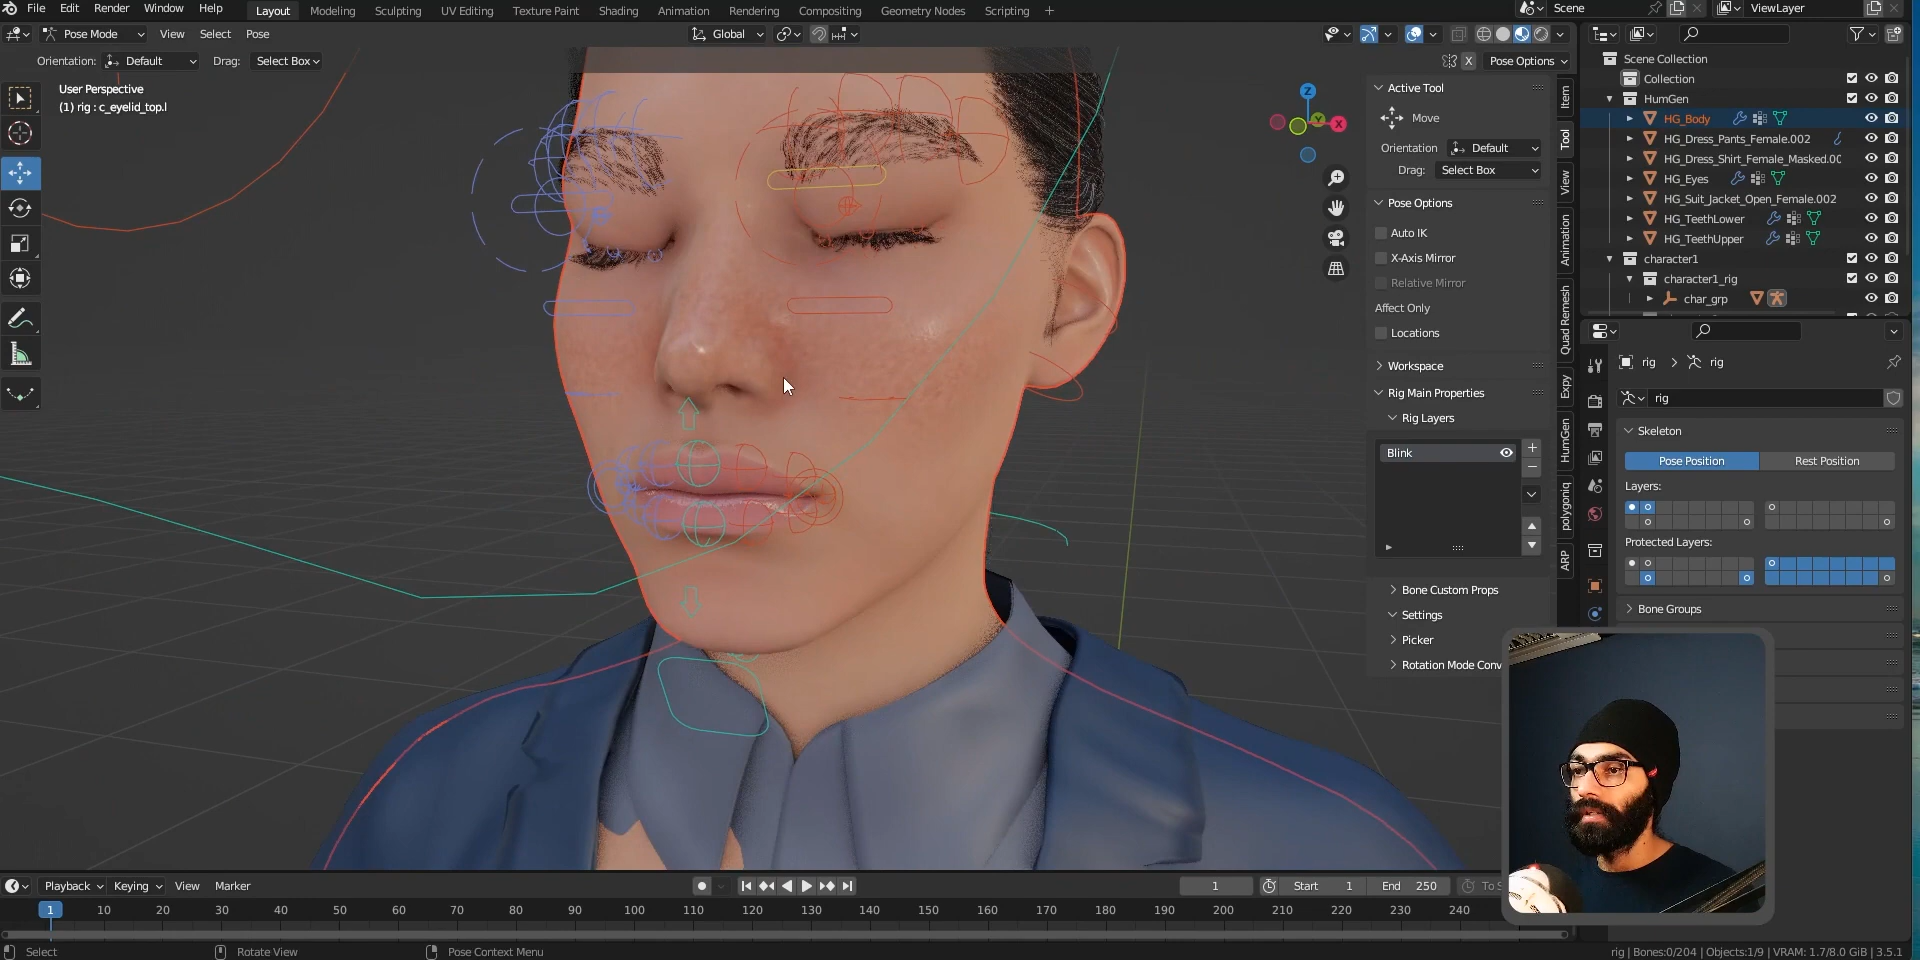 File Edit Render Window Help Layout Modeling Sculpting UV Editing Texture Paint Shading Animation Rendering Compositing Geometry Nodes Scripting + Scene ViewLayer
Pose Mode View Select Pose Global
Orientation: Default Drag: Select Box X Pose Options
User Perspective
(1) rig : c_eyelid_top.l
Z
Y
X
Active Tool
Move
Orientation Default
Drag: Select Box
Pose Options
Auto IK
X-Axis Mirror
Relative Mirror
Affect Only
Locations
Workspace
Rig Main Properties
Rig Layers
Blink
Bone Custom Props
Settings
Picker
Rotation Mode Conv
Item
Tool
View
Animation
Quad Remesh
Expy
HumGen
polygoniq
ARP
Scene Collection
Collection
HumGen
HG_Body
HG_Dress_Pants_Female.002
HG_Dress_Shirt_Female_Masked.00
HG_Eyes
HG_Suit_Jacket_Open_Female.002
HG_TeethLower
HG_TeethUpper
character1
character1_rig
char_grp
rig > rig
rig
Skeleton
Pose Position Rest Position
Layers:
Protected Layers:
Bone Groups
Playback Keying View Marker 1 Start 1 End 250 To S
1 10 20 30 40 50 60 70 80 90 100 110 120 130 140 150 160 170 180 190 200 210 220 230 240
Select Rotate View Pose Context Menu rig | Bones:0/204 | Objects:1/9 | VRAM: 1.7/8.0 GiB | 3.5.1